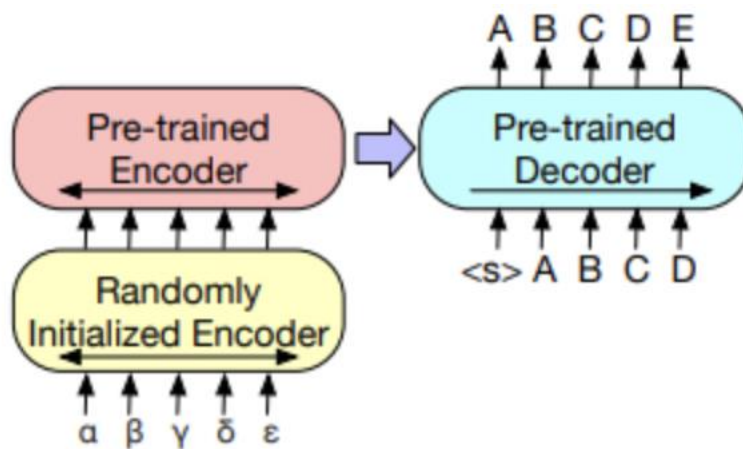 A B C D E
Pre-trained
Encoder
Pre-trained
Decoder
<s> A B C D
Randomly
Initialized Encoder
α β γ δ ε